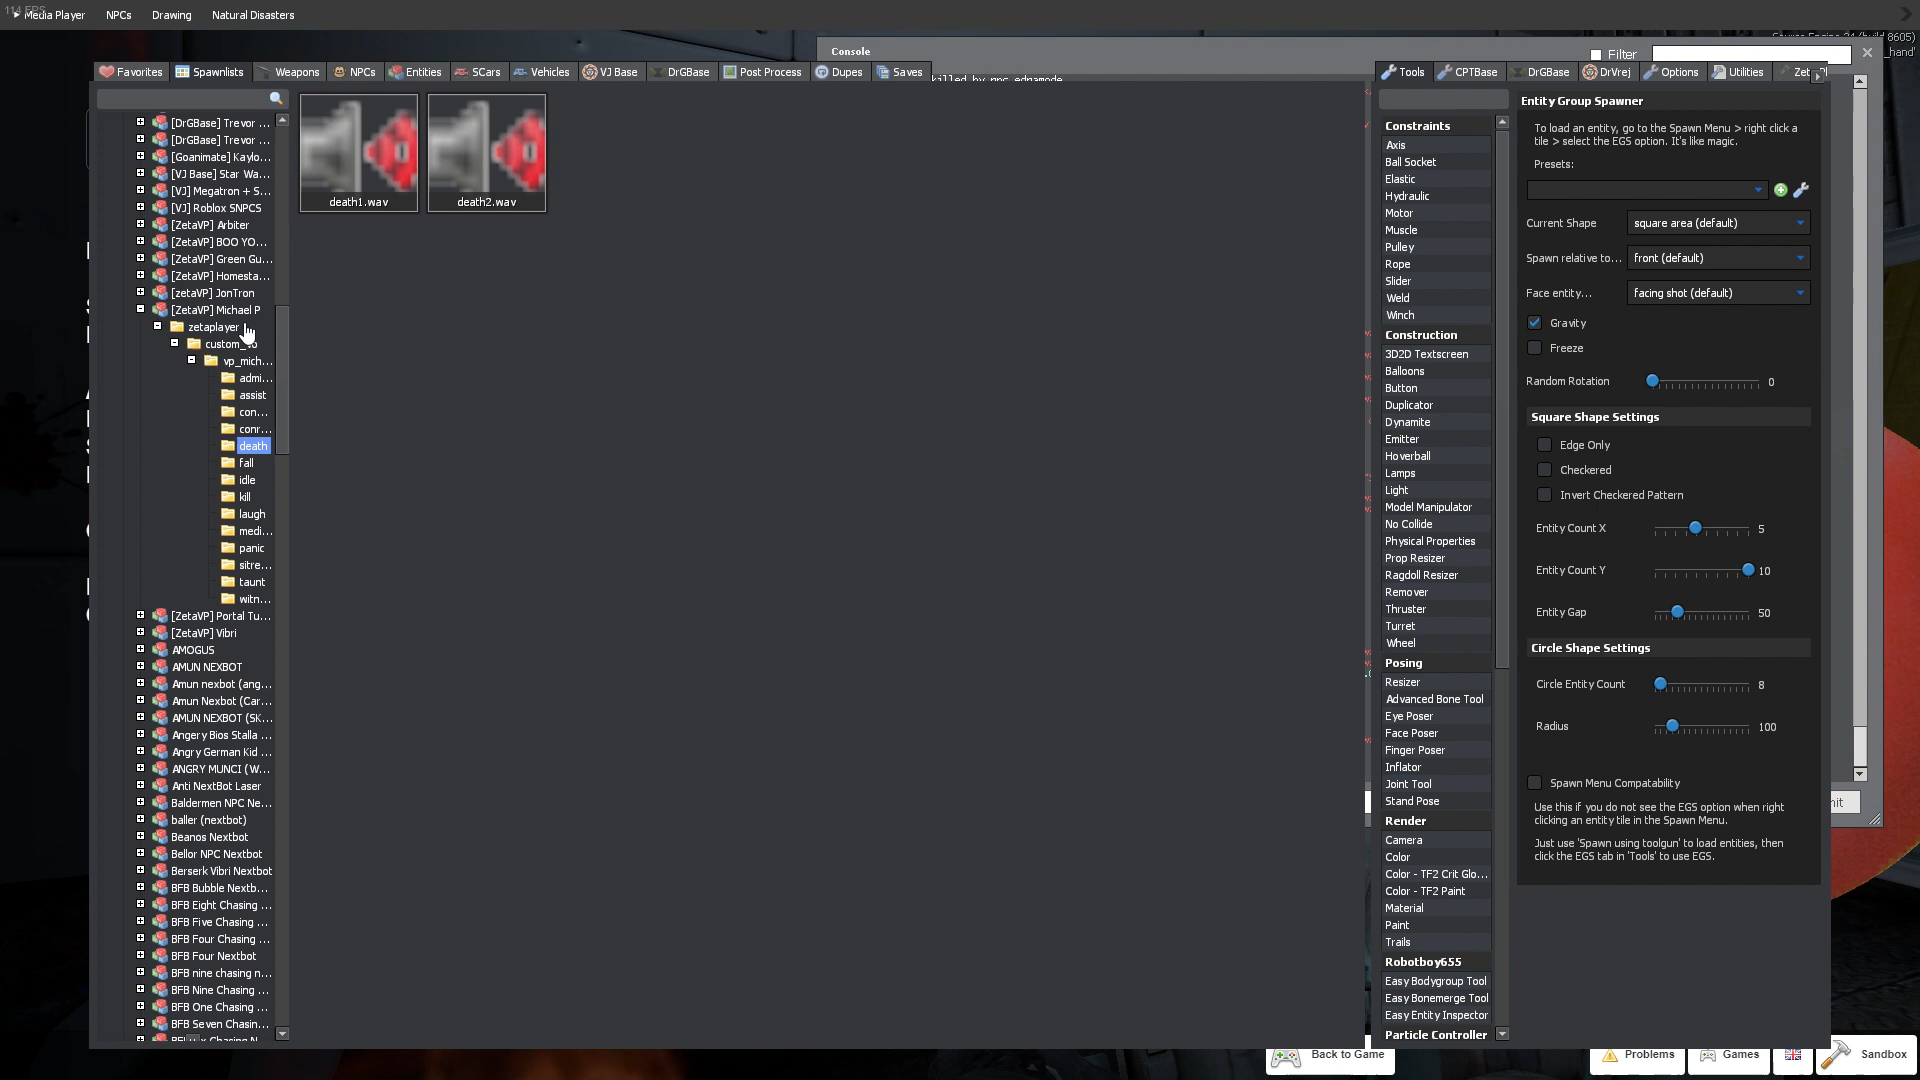 114 FPS
Media Player
NPCs
Drawing
Natural Disasters
Console
Filter
Favorites
Spawnlists
Weapons
NPCs
Entities
SCars
Vehicles
VJ Base
DrGBase
Post Process
Dupes
Saves
killed by npc_ednamode
[DrGBase] Trevor ...
[DrGBase] Trevor ...
[Goanimate] Kaylo...
[VJ Base] Star Wa...
[VJ] Megatron + S...
[VJ] Roblox SNPCS
[ZetaVP] Arbiter
[ZetaVP] BOO YO...
[ZetaVP] Green Gu...
[ZetaVP] Homesta...
[zetaVP] JonTron
[ZetaVP] Michael P
zetaplayer
custom_vo
vp_mich...
admi...
assist
con...
conr...
death
fall
idle
kill
laugh
medi...
panic
sitre...
taunt
witn...
[ZetaVP] Portal Tu...
[ZetaVP] Vibri
AMOGUS
AMUN NEXBOT
Amun nexbot (ang...
Amun Nexbot (Car...
AMUN NEXBOT (SK...
Angery Bios Stalla ...
Angry German Kid ...
ANGRY MUNCI (W...
Anti NextBot Laser
Baldermen NPC Ne...
baller (nextbot)
Beanos Nextbot
Bellor NPC Nextbot
Berserk Vibri Nextbot
BFB Bubble Nextb...
BFB Eight Chasing ...
BFB Five Chasing ...
BFB Four Chasing ...
BFB Four Nextbot
BFB nine chasing n...
BFB Nine Chasing ...
BFB One Chasing ...
BFB Seven Chasin...
death1.wav
death2.wav
Tools
CPTBase
DrGBase
DrVrej
Options
Utilities
Constraints
Axis
Ball Socket
Elastic
Hydraulic
Motor
Muscle
Pulley
Rope
Slider
Weld
Winch
Construction
3D2D Textscreen
Balloons
Button
Duplicator
Dynamite
Emitter
Hoverball
Lamps
Light
Model Manipulator
No Collide
Physical Properties
Prop Resizer
Ragdoll Resizer
Remover
Thruster
Turret
Wheel
Posing
Resizer
Advanced Bone Tool
Eye Poser
Face Poser
Finger Poser
Inflator
Joint Tool
Stand Pose
Render
Camera
Color
Color - TF2 Crit Glo...
Color - TF2 Paint
Material
Paint
Trails
Robotboy655
Easy Bodygroup Tool
Easy Bonemerge Tool
Easy Entity Inspector
Particle Controller
Entity Group Spawner
To load an entity, go to the Spawn Menu > right click a
tile > select the EGS option. It's like magic.
Presets:
Current Shape
square area (default)
Spawn relative to...
front (default)
Face entity...
facing shot (default)
Gravity
Freeze
Random Rotation
0
Square Shape Settings
Edge Only
Checkered
Invert Checkered Pattern
Entity Count X
5
Entity Count Y
10
Entity Gap
50
Circle Shape Settings
Circle Entity Count
8
Radius
100
Spawn Menu Compatability
Use this if you do not see the EGS option when right
clicking an entity tile in the Spawn Menu.
Just use 'Spawn using toolgun' to load entities, then
click the EGS tab in 'Tools' to use EGS.
Back to Game
Problems
Games
Sandbox